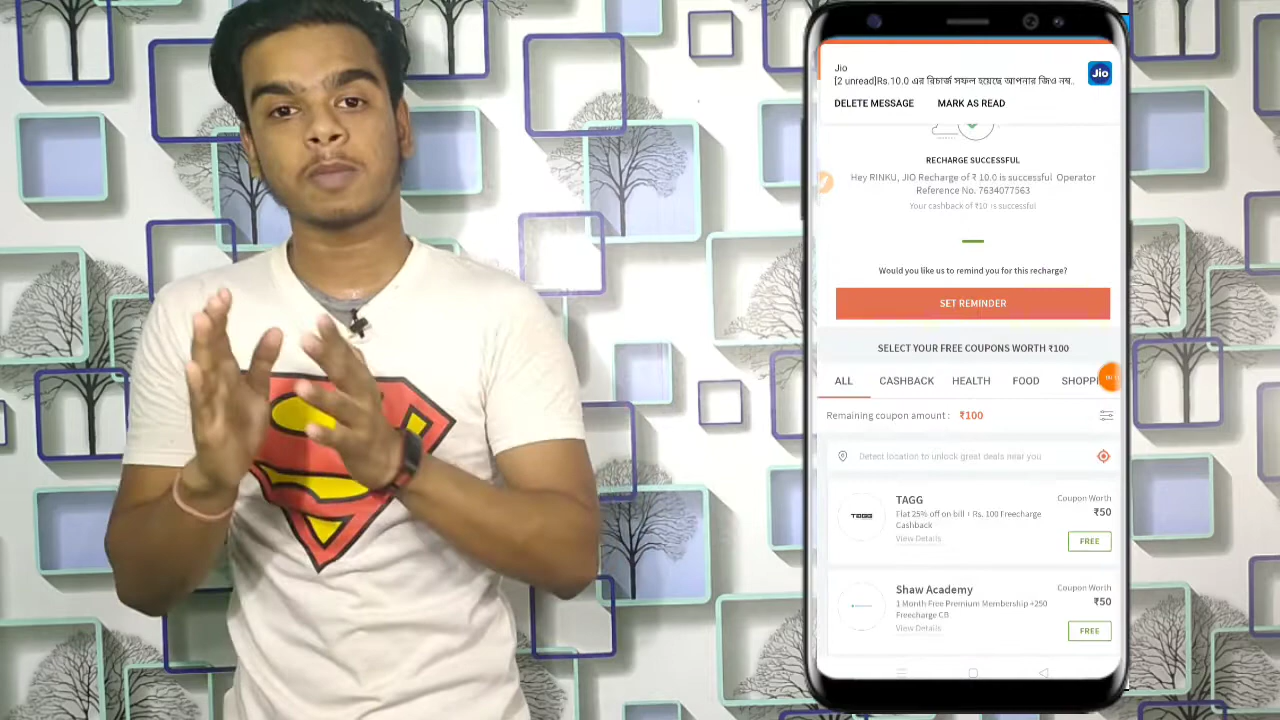 Jio
[2 unread]Rs.10.0 এর রিচার্জ সফল হয়েছে আপনার জিও নম্ব..
Jio
DELETE MESSAGE MARK AS READ
RECHARGE SUCCESSFUL
Hey RINKU, JIO Recharge of ₹ 10.0 is successful Operator
Reference No. 7634077563
Your cashback of ₹10 is successful
Would you like us to remind you for this recharge?
SET REMINDER
SELECT YOUR FREE COUPONS WORTH ₹100
ALL CASHBACK HEALTH FOOD SHOPPI
Remaining coupon amount : ₹100
Detect location to unlock great deals near you
TAGG
Coupon Worth
₹50
TAGG
Flat 25% off on bill + Rs. 100 Freecharge
Cashback
View Details
FREE
Shaw Academy
Coupon Worth
₹50
1 Month Free Premium Membership +250
Freecharge CB
View Details
FREE